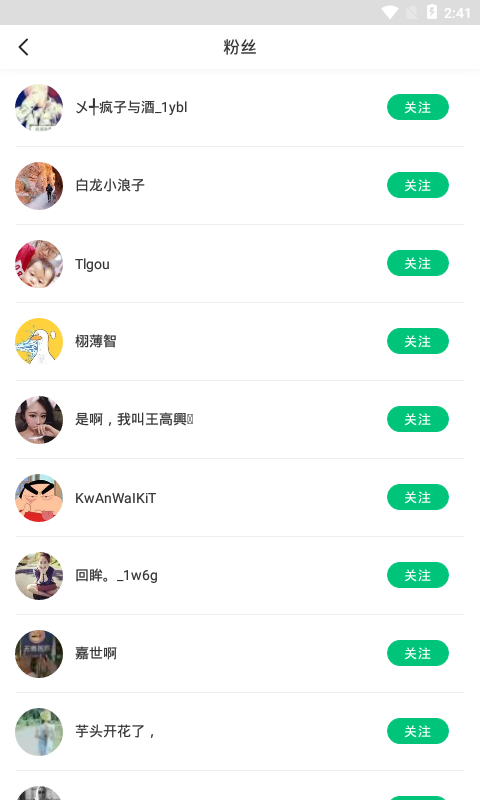 2:41
粉丝
乄╃疯子与酒_1ybl
关注
白龙小浪子
关注
Tlgou
关注
栩薄智
关注
是啊，我叫王高興
关注
KwAnWaIKiT
关注
回眸。_1w6g
关注
嘉世啊
关注
芋头开花了，
关注